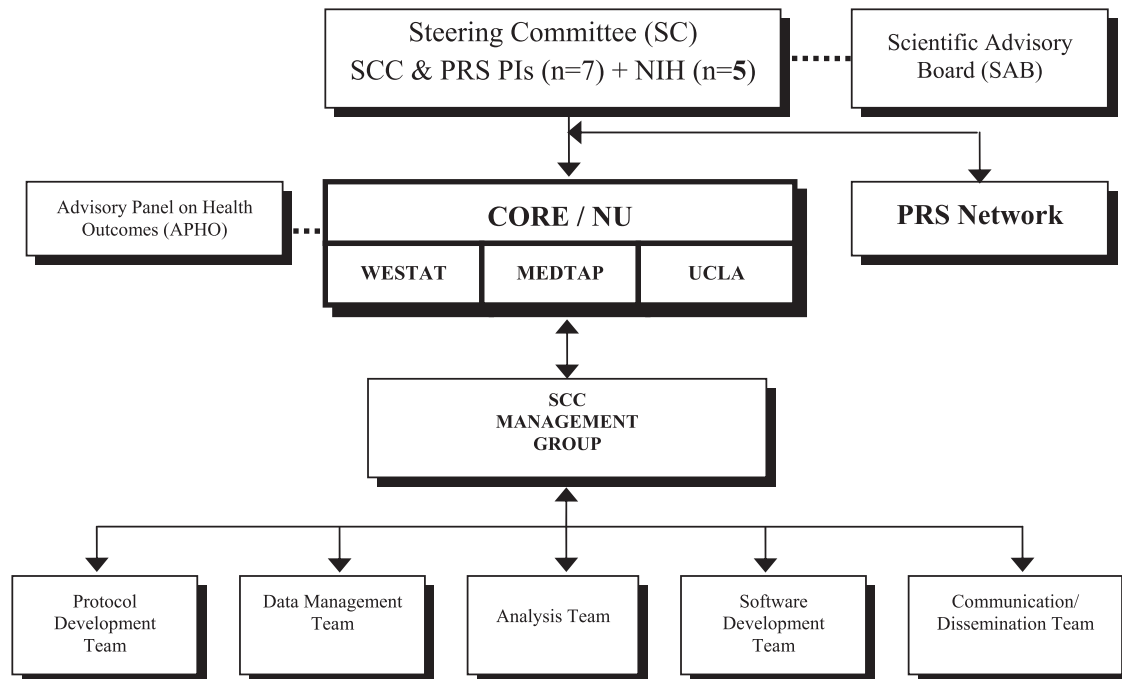 Steering Committee (SC)
SCC & PRS PIs (n=7) + NIH (n=5)
Scientific Advisory
Board (SAB)
Advisory Panel on Health
Outcomes (APHO)
CORE / NU
WESTAT
MEDTAP
UCLA
PRS Network
SCC
MANAGEMENT
GROUP
Protocol
Development
Team
Data Management
Team
Analysis Team
Software
Development
Team
Communication/
Dissemination Team